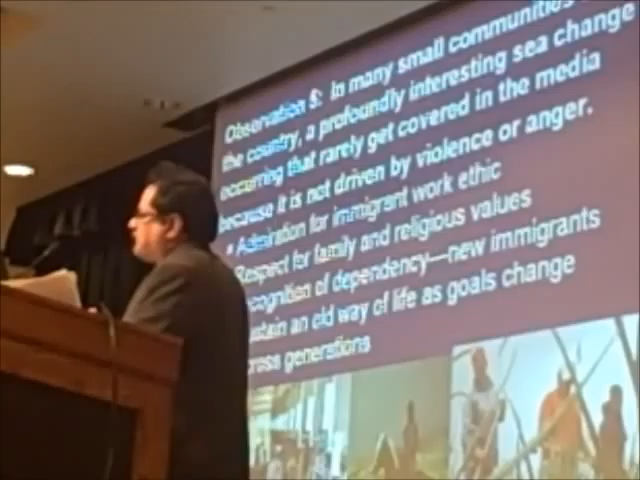 Observation 5: In many small communities
the country, a profoundly interesting sea change
occurring that rarely get covered in the media
because it is not driven by violence or anger.
* Admiration for immigrant work ethic
Respect for family and religious values
cognition of dependency—new immigrants
stain an old way of life as goals change
cross generations